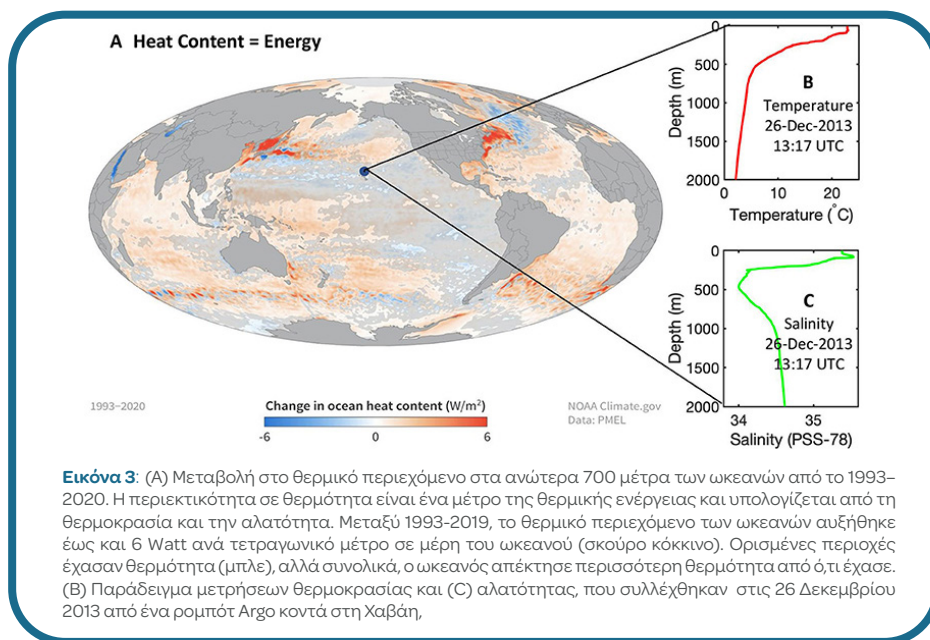 A Heat Content = Energy
0
500
1000
1500
2000
Depth (m)
B
Temperature
26-Dec-2013
13:17 UTC
0 10 20
Temperature (°C)
0
500
1000
1500
2000
Depth (m)
C
Salinity
26-Dec-2013
13:17 UTC
34 35
Salinity (PSS-78)
1993–2020
Change in ocean heat content (W/m²)
-6 0 6
NOAA Climate.gov
Data: PMEL
Εικόνα 3: (Α) Μεταβολή στο θερμικό περιεχόμενο στα ανώτερα 700 μέτρα των ωκεανών από το 1993–
2020. Η περιεκτικότητα σε θερμότητα είναι ένα μέτρο της θερμικής ενέργειας και υπολογίζεται από τη
θερμοκρασία και την αλατότητα. Μεταξύ 1993-2019, το θερμικό περιεχόμενο των ωκεανών αυξήθηκε
έως και 6 Watt ανά τετραγωνικό μέτρο σε μέρη του ωκεανού (σκούρο κόκκινο). Ορισμένες περιοχές
έχασαν θερμότητα (μπλε), αλλά συνολικά, ο ωκεανός απέκτησε περισσότερη θερμότητα από ό,τι έχασε.
(Β) Παράδειγμα μετρήσεων θερμοκρασίας και (C) αλατότητας, που συλλέχθηκαν στις 26 Δεκεμβρίου
2013 από ένα ρομπότ Argo κοντά στη Χαβάη,